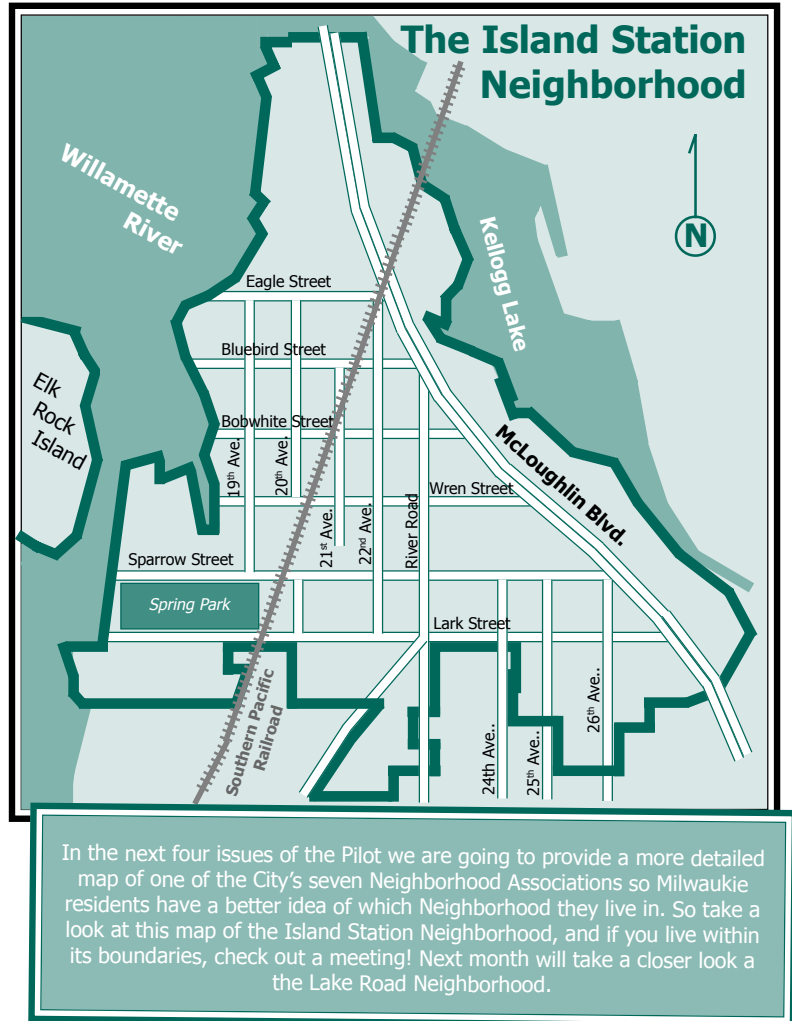 The Island Station
Neighborhood
Willamette
River
N
Kellogg Lake
Eagle Street
Bluebird Street
Elk
Rock
Island
Bobwhite Street
19th Ave.
20th Ave.
McLoughlin Blvd.
Wren Street
21st Ave.
22nd Ave.
River Road
Sparrow Street
Spring Park
Lark Street
Southern Pacific
Railroad
24th Ave..
25th Ave..
26th Ave..
In the next four issues of the Pilot we are going to provide a more detailed
map of one of the City's seven Neighborhood Associations so Milwaukie
residents have a better idea of which Neighborhood they live in. So take a
look at this map of the Island Station Neighborhood, and if you live within
its boundaries, check out a meeting! Next month will take a closer look a
the Lake Road Neighborhood.